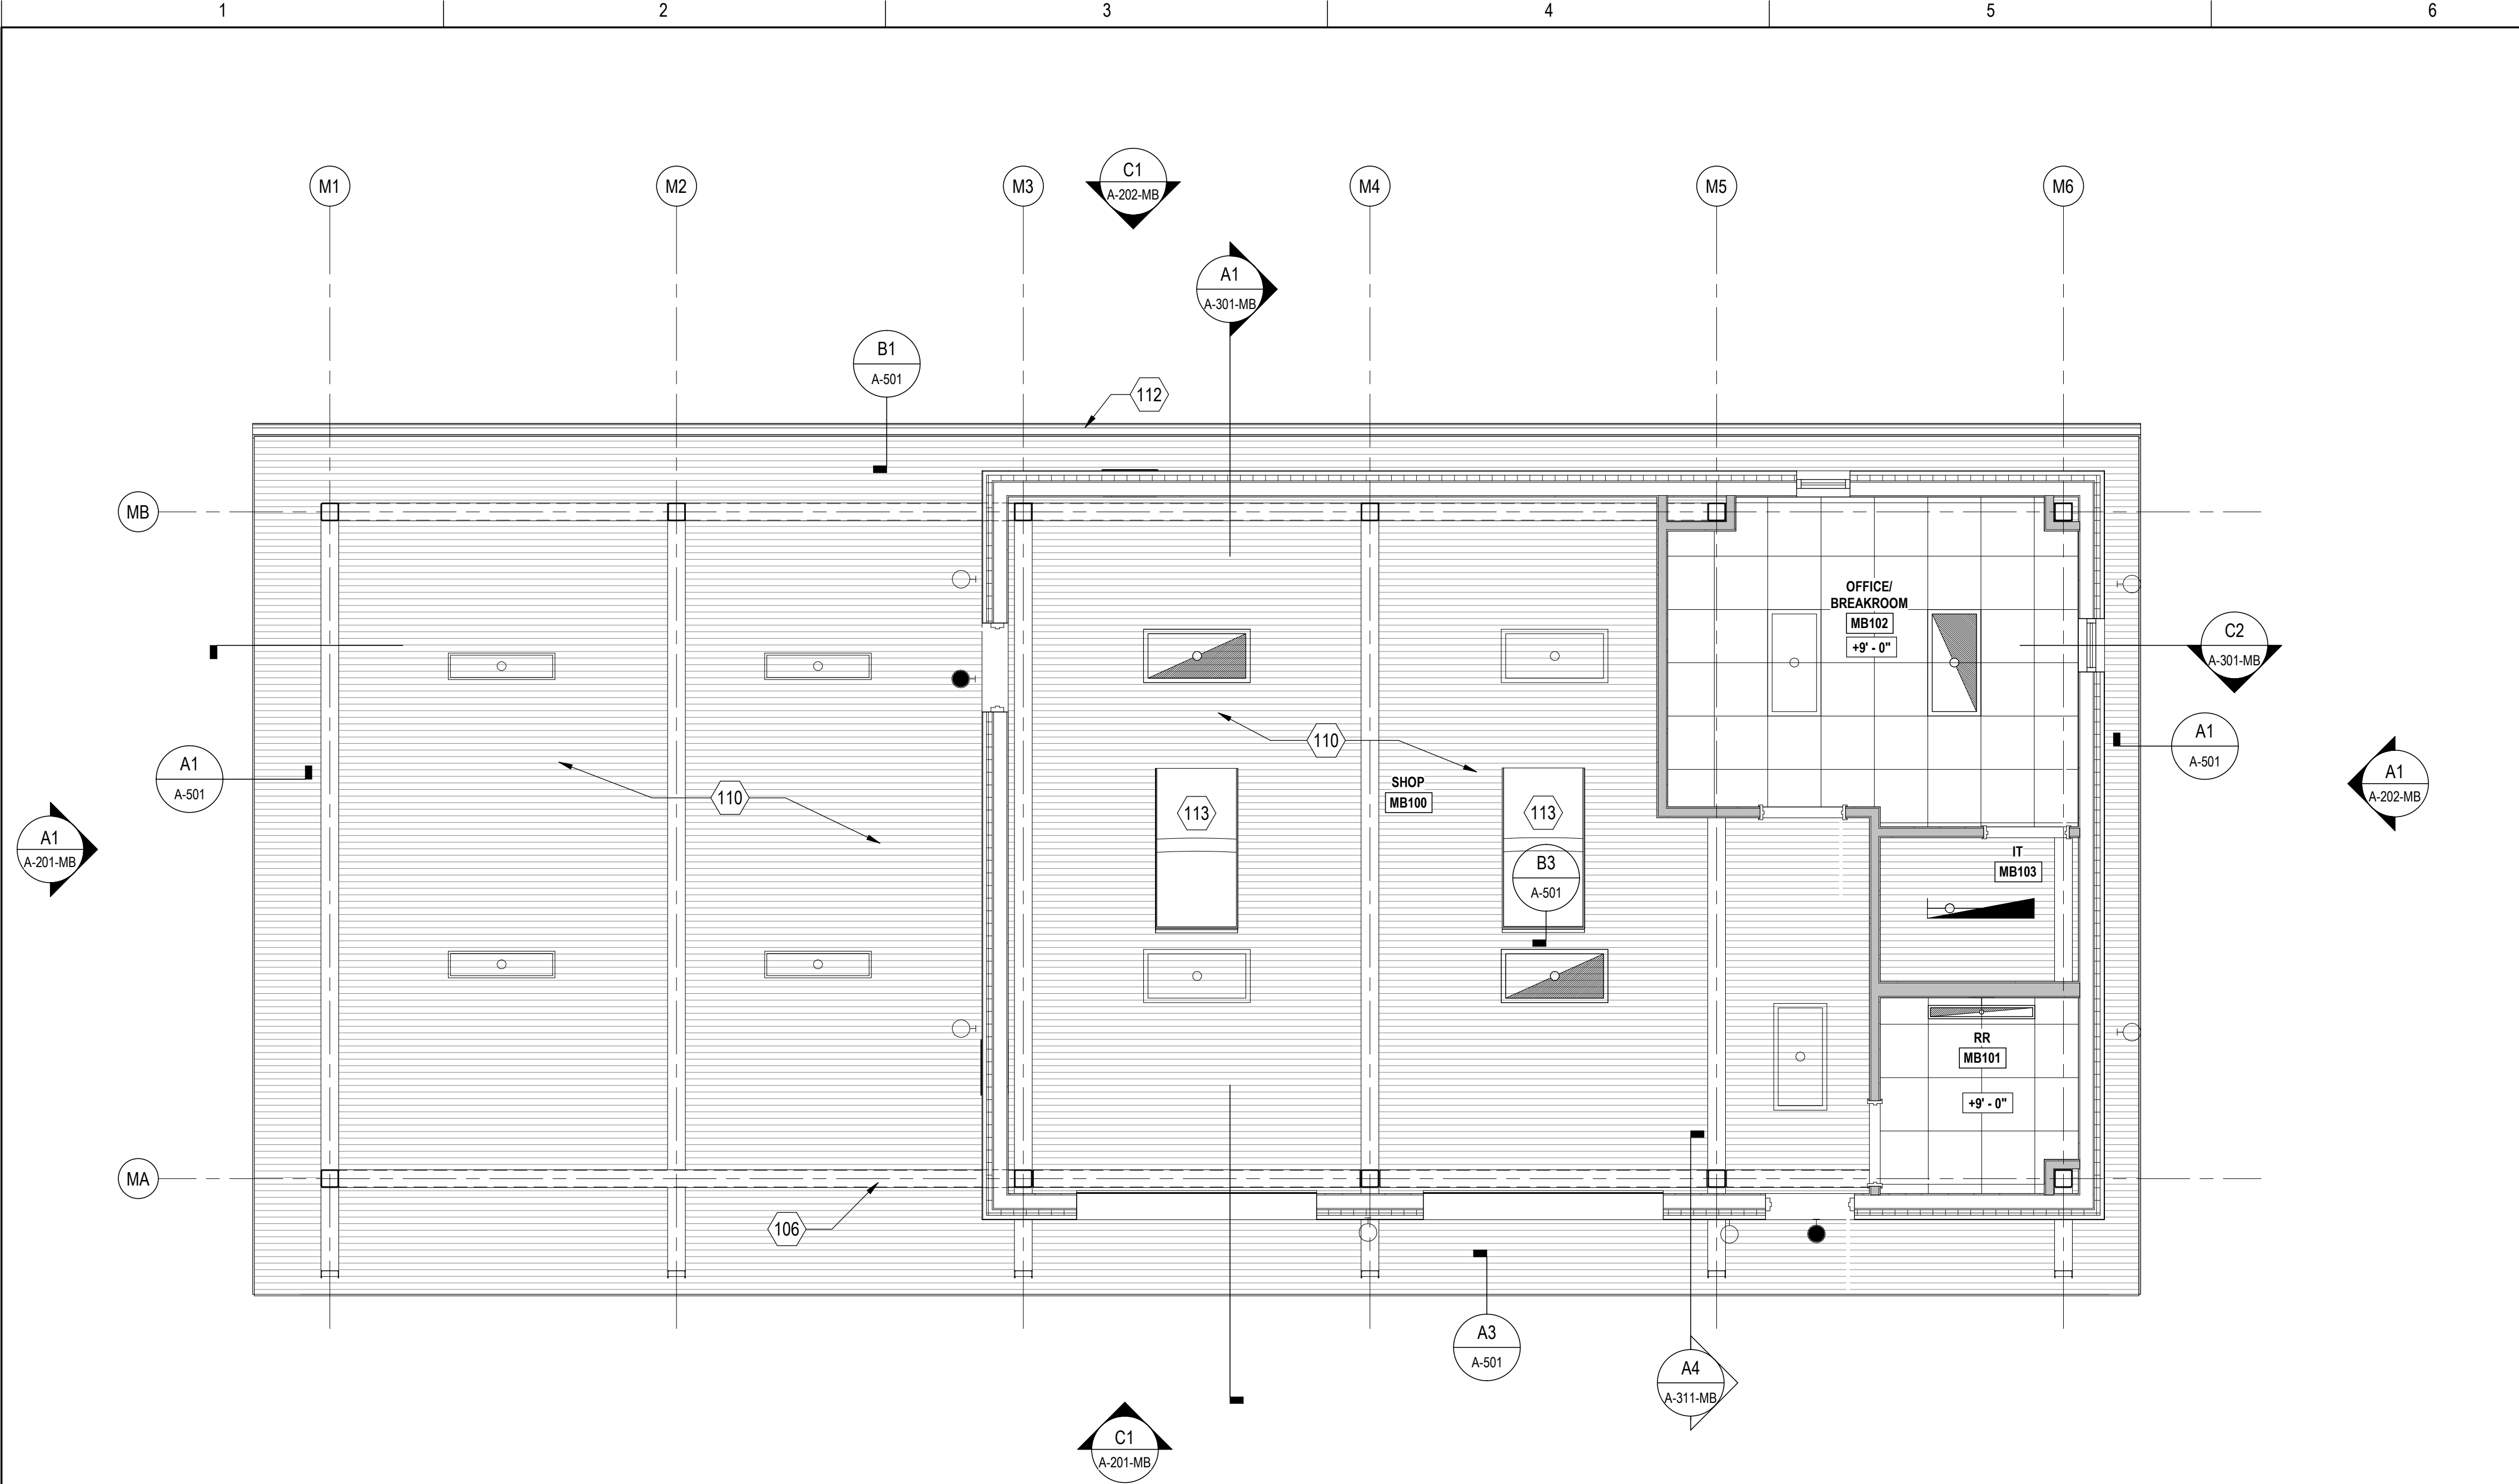 1 2 3 4 5 6
C1
A-202-MB
M1 M2 M3 M4 M5 M6
A1
A-301-MB
B1
A-501
112
MB
OFFICE/
BREAKROOM
MB102
+9' - 0"
C2
A-301-MB
A1
A-501
110
A1
A-501
110
SHOP
MB100
113
113
A1
A-202-MB
A1
A-201-MB
B3
A-501
IT
MB103
RR
MB101
+9' - 0"
MA
106
A3
A-501
A4
A-311-MB
C1
A-201-MB